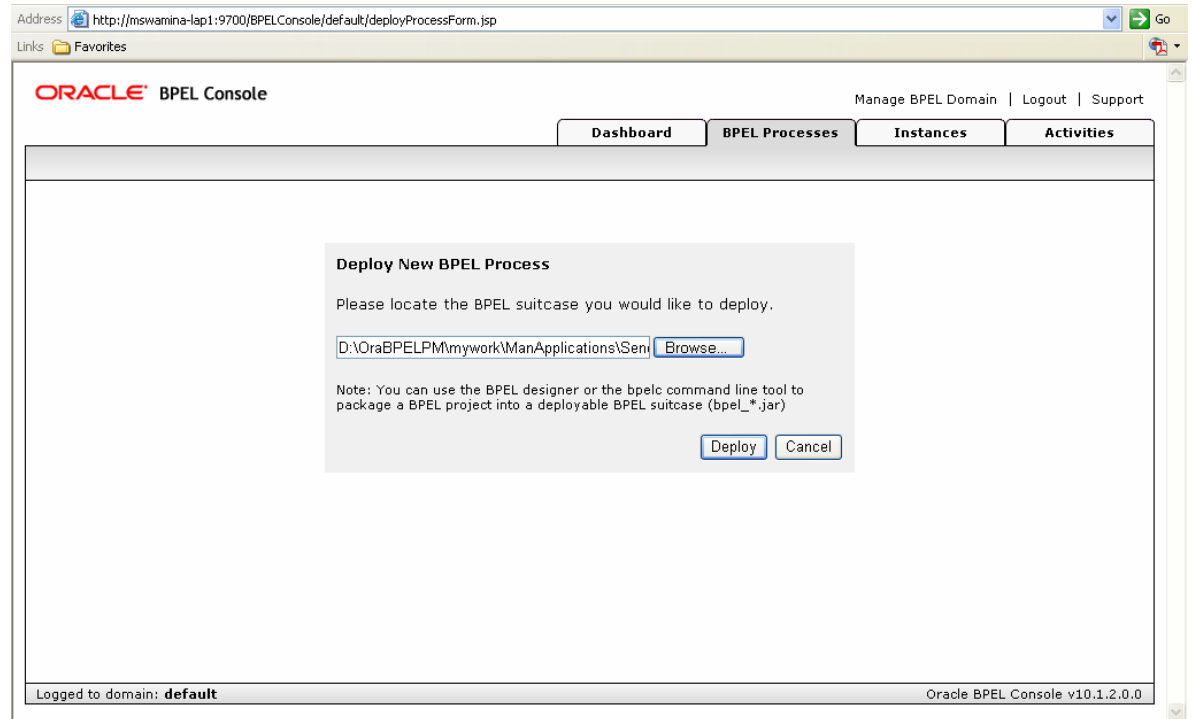 Address http://mswamina-lap1:9700/BPELConsole/default/deployProcessForm.jsp Go
Links Favorites
ORACLE BPEL Console
Manage BPEL Domain | Logout | Support
Dashboard BPEL Processes Instances Activities
Deploy New BPEL Process
Please locate the BPEL suitcase you would like to deploy.
D:\OraBPELPM\mywork\ManApplications\Sen Browse...
Note: You can use the BPEL designer or the bpelc command line tool to
package a BPEL project into a deployable BPEL suitcase (bpel_*.jar)
Deploy Cancel
Logged to domain: default Oracle BPEL Console v10.1.2.0.0